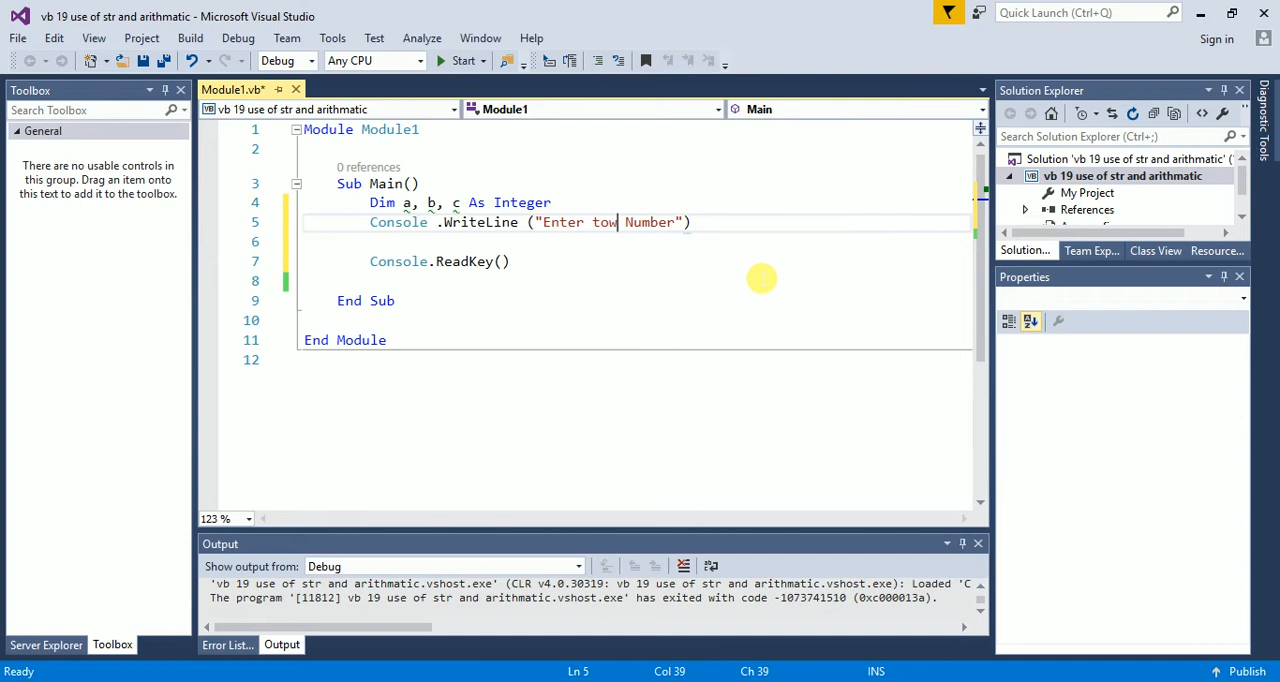 vb 19 use of str and arithmatic - Microsoft Visual Studio
Quick Launch (Ctrl+Q)
File Edit View Project Build Debug Team Tools Test Analyze Window Help
Sign in
Debug Any CPU Start
Toolbox
Search Toolbox
General
There are no usable controls in
this group. Drag an item onto
this text to add it to the toolbox.
Server Explorer Toolbox
Module1.vb*
vb 19 use of str and arithmatic Module1 Main
1 Module Module1
2
0 references
3 Sub Main()
4 Dim a, b, c As Integer
5 Console .WriteLine ("Enter tow Number")
6
7 Console.ReadKey()
8
9 End Sub
10
11 End Module
12
123 %
Output
Show output from: Debug
'vb 19 use of str and arithmatic.vshost.exe' (CLR v4.0.30319: vb 19 use of str and arithmatic.vshost.exe): Loaded 'C
The program '[11812] vb 19 use of str and arithmatic.vshost.exe' has exited with code -1073741510 (0xc000013a).
Error List... Output
Solution Explorer
Search Solution Explorer (Ctrl+;)
Solution 'vb 19 use of str and arithmatic' (
vb 19 use of str and arithmatic
My Project
References
Solution... Team Exp... Class View Resource...
Properties
Diagnostic Tools
Ready Ln 5 Col 39 Ch 39 INS Publish